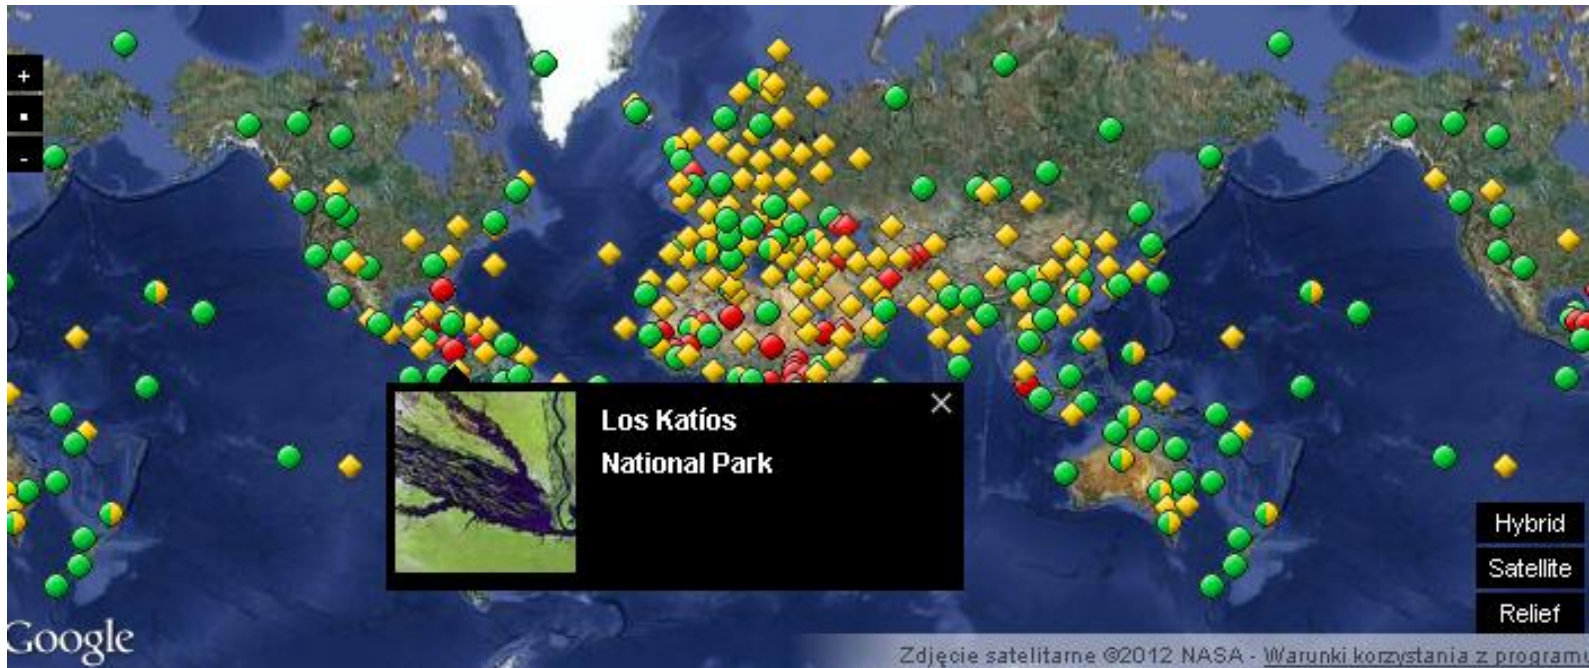 +
-
Los Katíos
National Park
Hybrid
Satellite
Relief
Google
Zdjęcie satelitarne ©2012 NASA - Warunki korzystania z programu